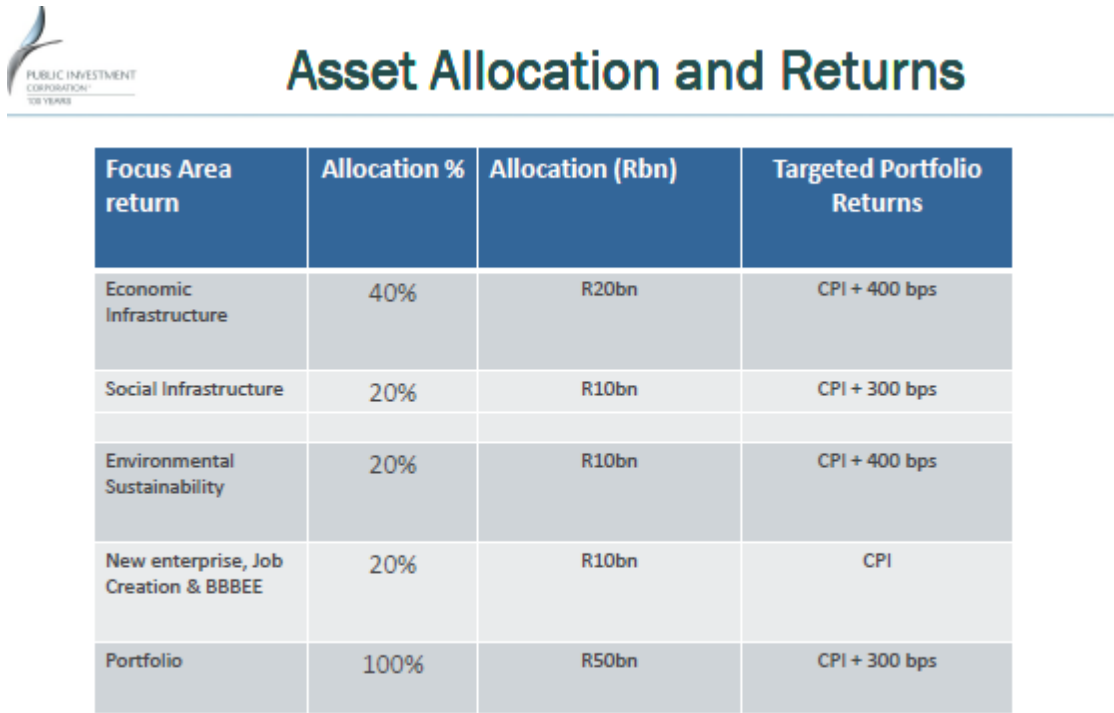 PUBLIC INVESTMENT
CORPORATION
100 YEARS
Asset Allocation and Returns
Focus Area return
Allocation %
Allocation (Rbn)
Targeted Portfolio Returns
Economic Infrastructure
40%
R20bn
CPI + 400 bps
Social Infrastructure
20%
R10bn
CPI + 300 bps
Environmental Sustainability
20%
R10bn
CPI + 400 bps
New enterprise, Job Creation & BBBEE
20%
R10bn
CPI
Portfolio
100%
R50bn
CPI + 300 bps